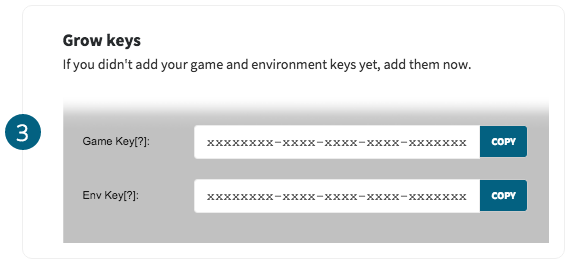 Grow keys
If you didn't add your game and environment keys yet, add them now.
3
Game Key[?]: xxxxxxxx-xxxx-xxxx-xxxx-xxxxxxx COPY
Env Key[?]: xxxxxxxx-xxxx-xxxx-xxxx-xxxxxxx COPY